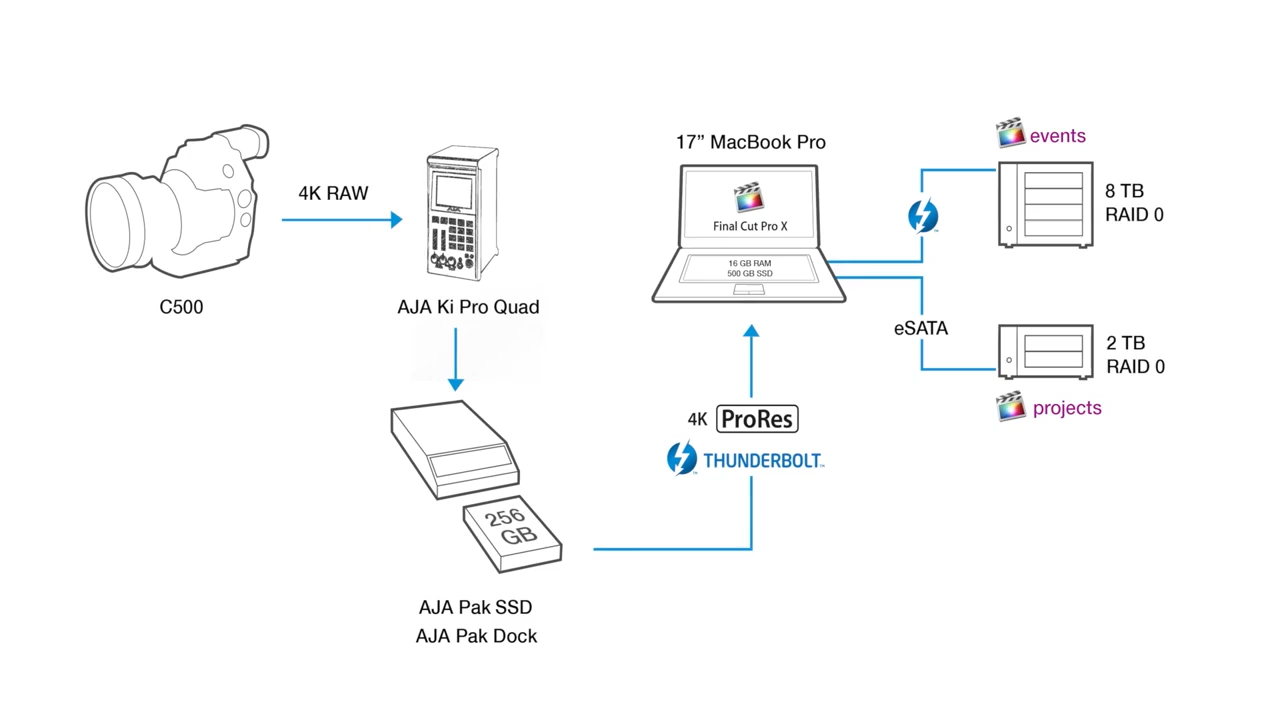 C500
4K RAW
AJA
AJA Ki Pro Quad
256
GB
AJA Pak SSD
AJA Pak Dock
4K ProRes
THUNDERBOLT™
17” MacBook Pro
Final Cut Pro X
16 GB RAM
500 GB SSD
eSATA
events
8 TB
RAID 0
2 TB
RAID 0
projects